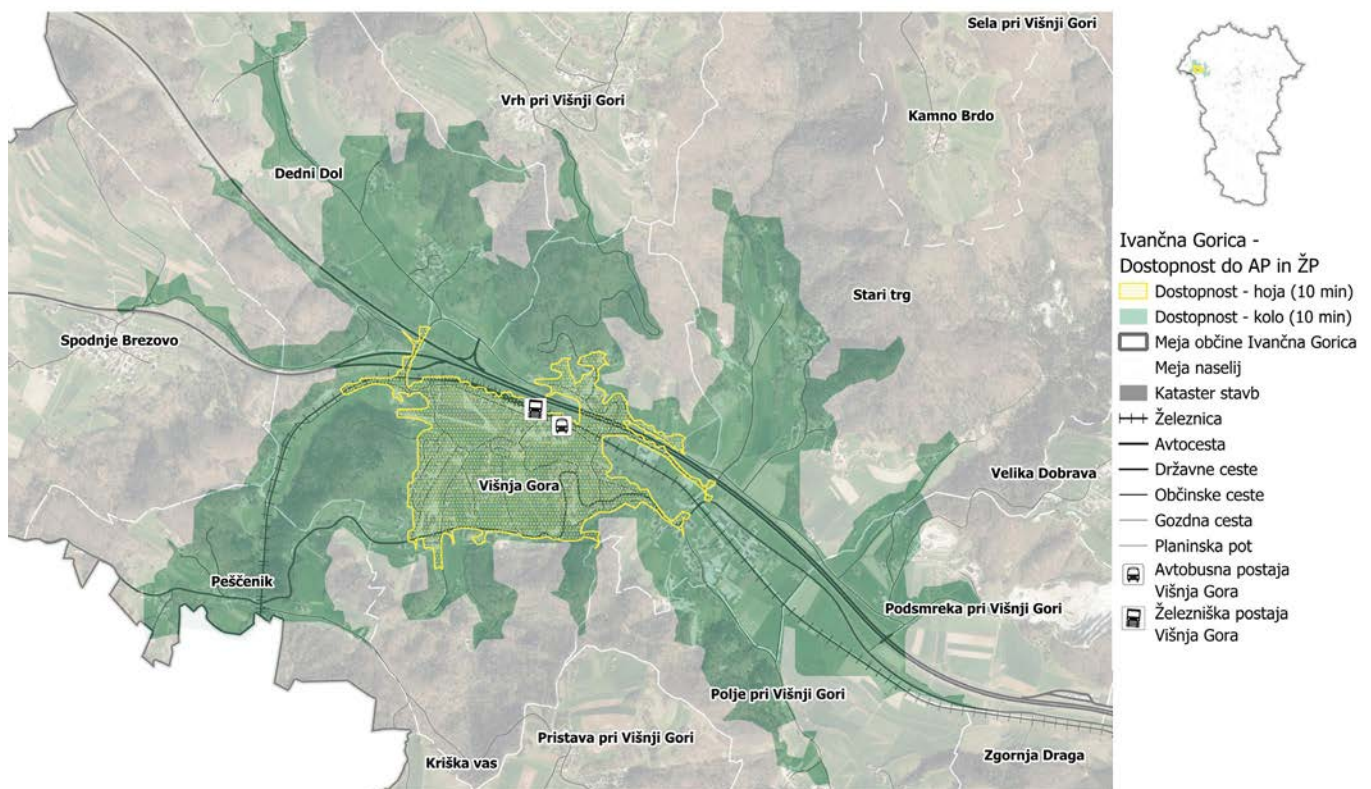 Sela pri Višnji Gori
Vrh pri Višnji Gori
Kamno Brdo
Dedni Dol
Stari trg
Spodnje Brezovo
Velika Dobrava
Višnja Gora
Peščenik
Podsmreka pri Višnji Gori
Polje pri Višnji Gori
Pristava pri Višnji Gori
Kriška vas
Zgornja Draga
Ivančna Gorica -
Dostopnost do AP in ŽP
Dostopnost - hoja (10 min)
Dostopnost - kolo (10 min)
Meja občine Ivančna Gorica
Meja naselij
Kataster stavb
Železnica
Avtocesta
Državne ceste
Občinske ceste
Gozdna cesta
Planinska pot
Avtobusna postaja
Višnja Gora
Železniška postaja
Višnja Gora